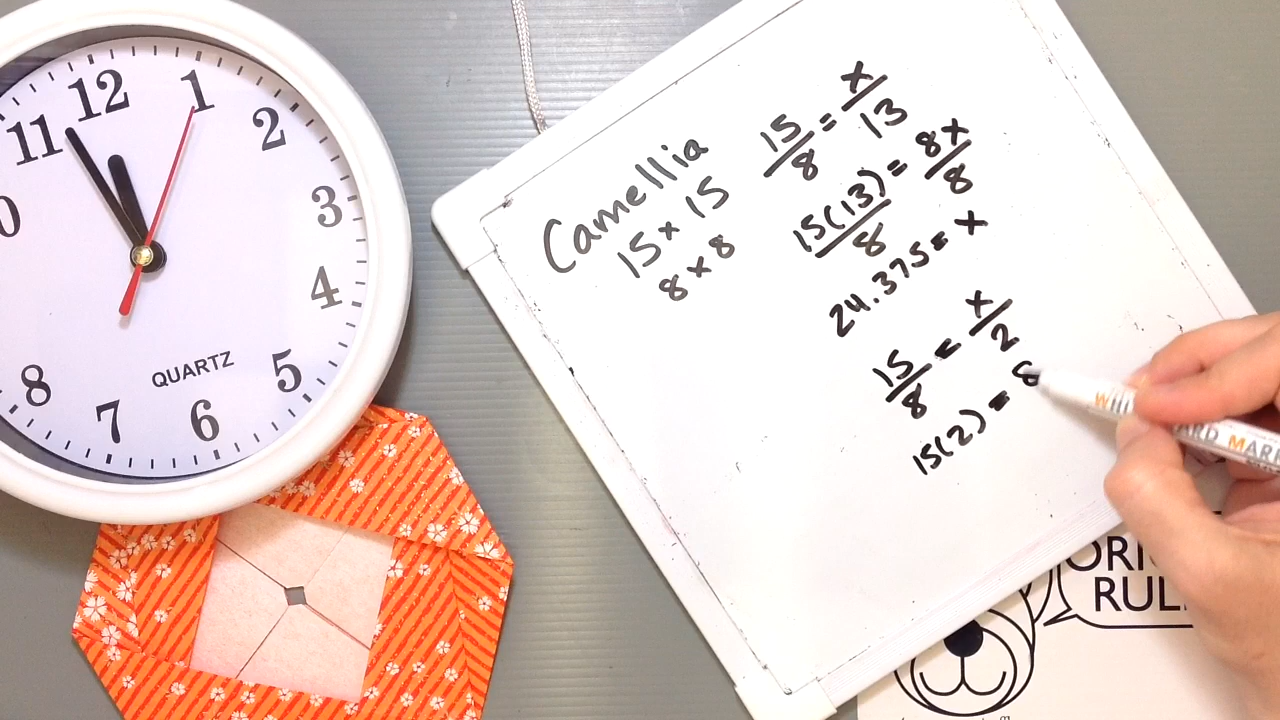 12
1
2
3
4
5
6
7
8
11
QUARTZ
Camellia
15 x 15
8 x 8
15/8 = x/13
15(13)/8 = 8x/8
24.375 = x
15/8 = x/2
15(2) = 8
RUL